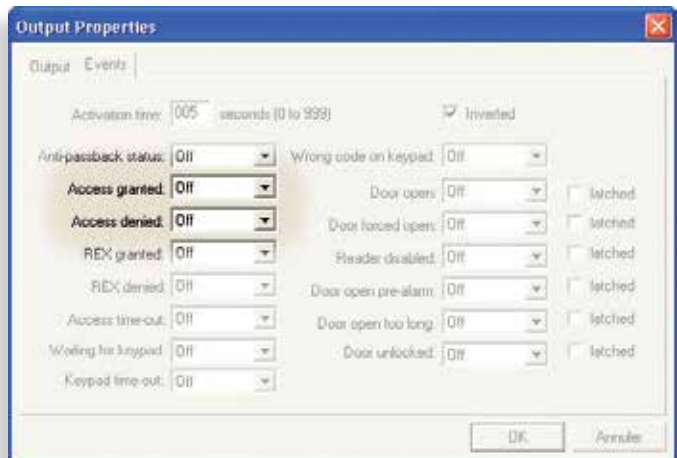 Output Properties
Output Events
Activation time: 005 seconds (0 to 999) Inverted
Anti-passback status: Off
Access granted: Off
Access denied: Off
REX granted: Off
REX denied: Off
Access time-out: Off
Waiting for keypad: Off
Keypad time-out: Off
Wrong code on keypad: Off
Door open: Off latched
Door forced open: Off latched
Reader disabled: Off latched
Door open pre-alarm: Off latched
Door open too long: Off latched
Door unlocked: Off latched
OK Annuler